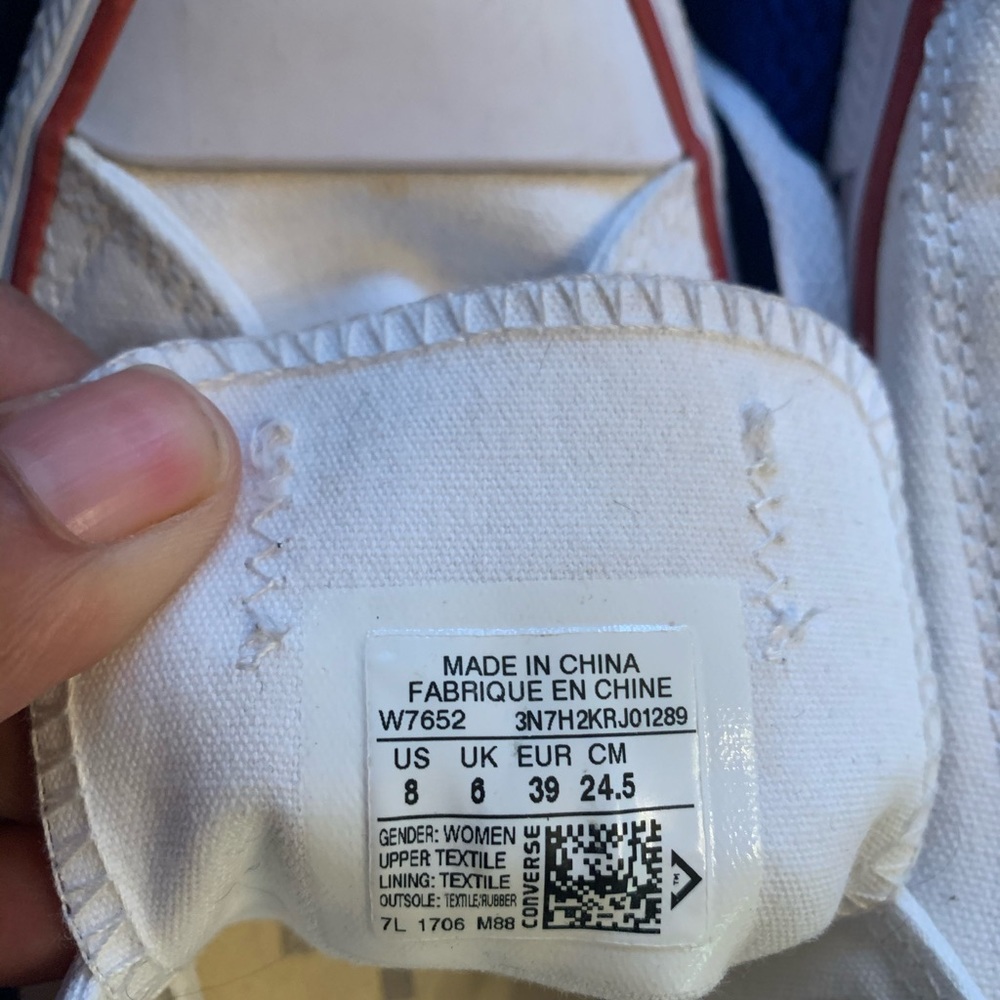 MADE IN CHINA
FABRIQUE EN CHINE
W7652 3N7H2KRJ01289
US UK EUR CM
8 6 39 24.5
GENDER: WOMEN
UPPER TEXTILE
LINING: TEXTILE
OUTSOLE: TEXTILE/RUBBER
7L 1706 M88
CONVERSE
TM